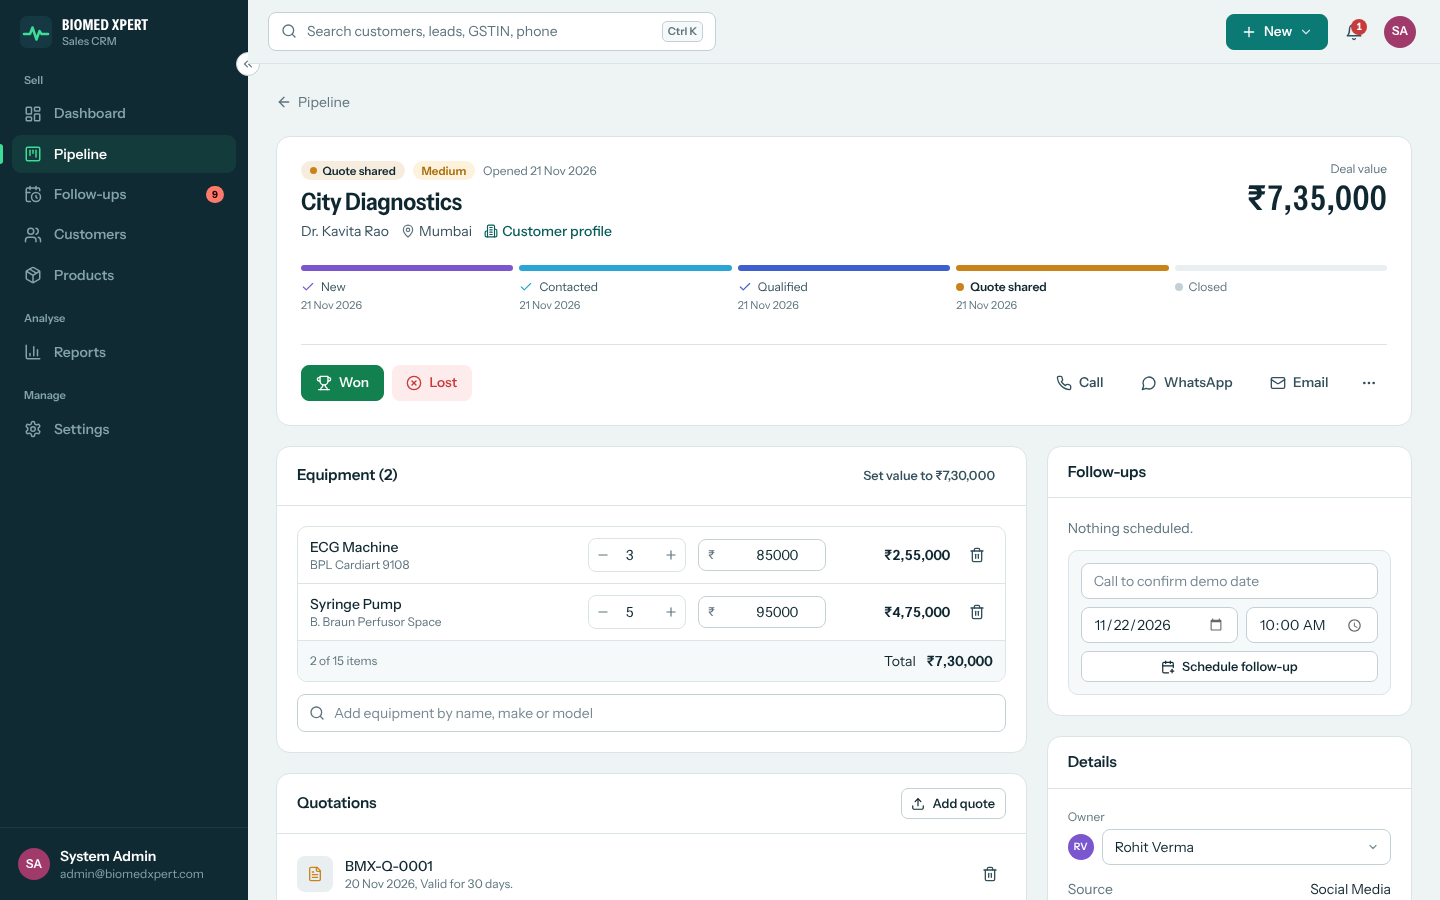 BIOMED XPERT
Sales CRM
Search customers, leads, GSTIN, phone
Ctrl K
New
1
SA
Sell
Dashboard
Pipeline
Follow-ups
9
Customers
Products
Analyse
Reports
Manage
Settings
SA
System Admin
admin@biomedxpert.com
Pipeline
Quote shared
Medium
Opened 21 Nov 2026
City Diagnostics
Dr. Kavita Rao
Mumbai
Customer profile
Deal value
₹7,35,000
New
21 Nov 2026
Contacted
21 Nov 2026
Qualified
21 Nov 2026
Quote shared
21 Nov 2026
Closed
Won
Lost
Call
WhatsApp
Email
Equipment (2)
Set value to ₹7,30,000
ECG Machine
BPL Cardiart 9108
3
₹ 85000
₹2,55,000
Syringe Pump
B. Braun Perfusor Space
5
₹ 95000
₹4,75,000
2 of 15 items
Total ₹7,30,000
Add equipment by name, make or model
Quotations
Add quote
BMX-Q-0001
20 Nov 2026, Valid for 30 days.
Follow-ups
Nothing scheduled.
Call to confirm demo date
11/22/2026
10:00 AM
Schedule follow-up
Details
Owner
RV
Rohit Verma
Source
Social Media